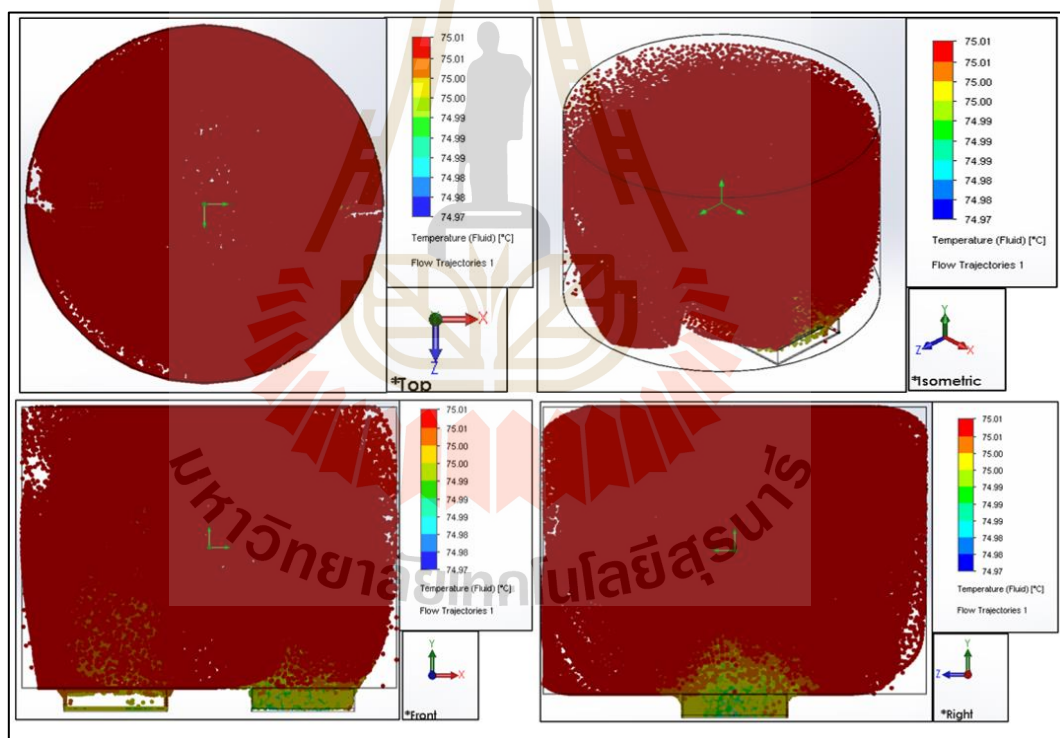 75.01
75.01
75.00
75.00
74.99
74.99
74.99
74.98
74.98
74.97
Temperature (Fluid) [°C]
Flow Trajectories 1
X
Z
*Top
75.01
75.01
75.00
75.00
74.99
74.99
74.99
74.98
74.98
74.97
Temperature (Fluid) [°C]
Flow Trajectories 1
Y
Z
X
*Isometric
75.01
75.01
75.00
75.00
74.99
74.99
74.99
74.98
74.98
74.97
Temperature (Fluid) [°C]
Flow Trajectories 1
Y
X
*Front
75.01
75.01
75.00
75.00
74.99
74.99
74.99
74.98
74.98
74.97
Temperature (Fluid) [°C]
Flow Trajectories 1
Y
Z
*Right
มหาวิทยาลัยเทคโนโลยีสุรนารี